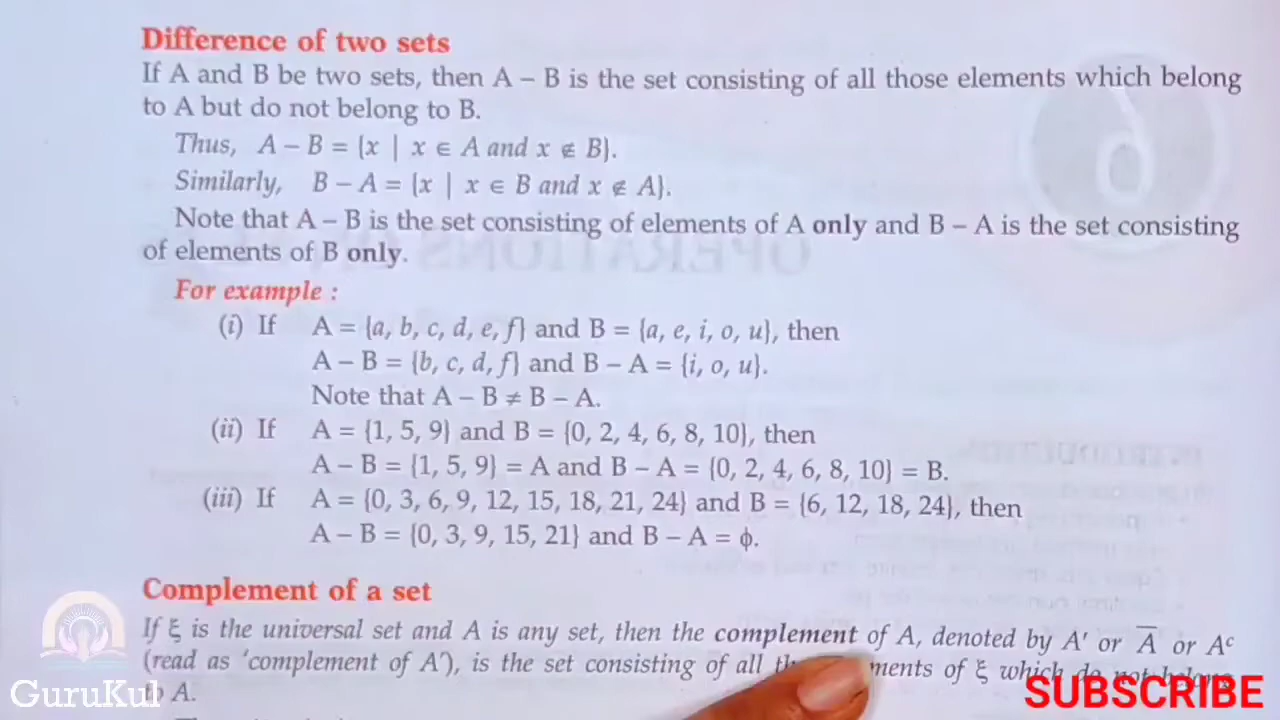 Difference of two sets
If A and B be two sets, then A – B is the set consisting of all those elements which belong
to A but do not belong to B.
Thus, A – B = {x | x ∈ A and x ∉ B}.
Similarly, B – A = {x | x ∈ B and x ∉ A}.
Note that A – B is the set consisting of elements of A only and B – A is the set consisting
of elements of B only.
For example :
(i) If A = {a, b, c, d, e, f} and B = {a, e, i, o, u}, then
A – B = {b, c, d, f} and B – A = {i, o, u}.
Note that A – B ≠ B – A.
(ii) If A = {1, 5, 9} and B = {0, 2, 4, 6, 8, 10}, then
A – B = {1, 5, 9} = A and B – A = {0, 2, 4, 6, 8, 10} = B.
(iii) If A = {0, 3, 6, 9, 12, 15, 18, 21, 24} and B = {6, 12, 18, 24}, then
A – B = {0, 3, 9, 15, 21} and B – A = ϕ.
Complement of a set
If ξ is the universal set and A is any set, then the complement of A, denoted by A′ or A̅ or Aᶜ
(read as 'complement of A'), is the set consisting of all of ξ which do not belong
to A.
GuruKul
SUBSCRIBE